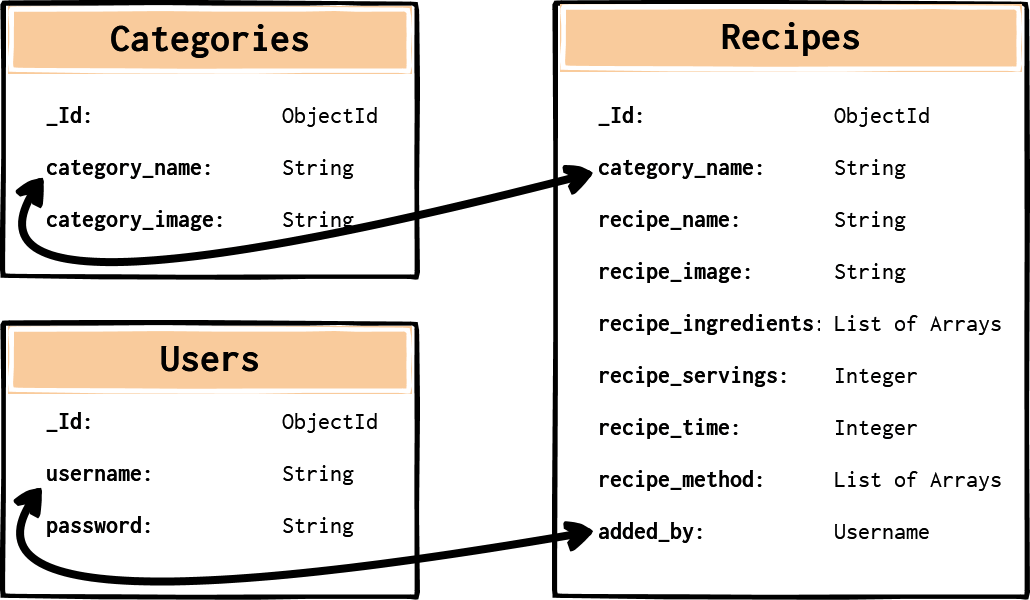 Categories
_Id: ObjectId
category_name: String
category_image: String
Users
_Id: ObjectId
username: String
password: String
Recipes
_Id: ObjectId
category_name: String
recipe_name: String
recipe_image: String
recipe_ingredients: List of Arrays
recipe_servings: Integer
recipe_time: Integer
recipe_method: List of Arrays
added_by: Username